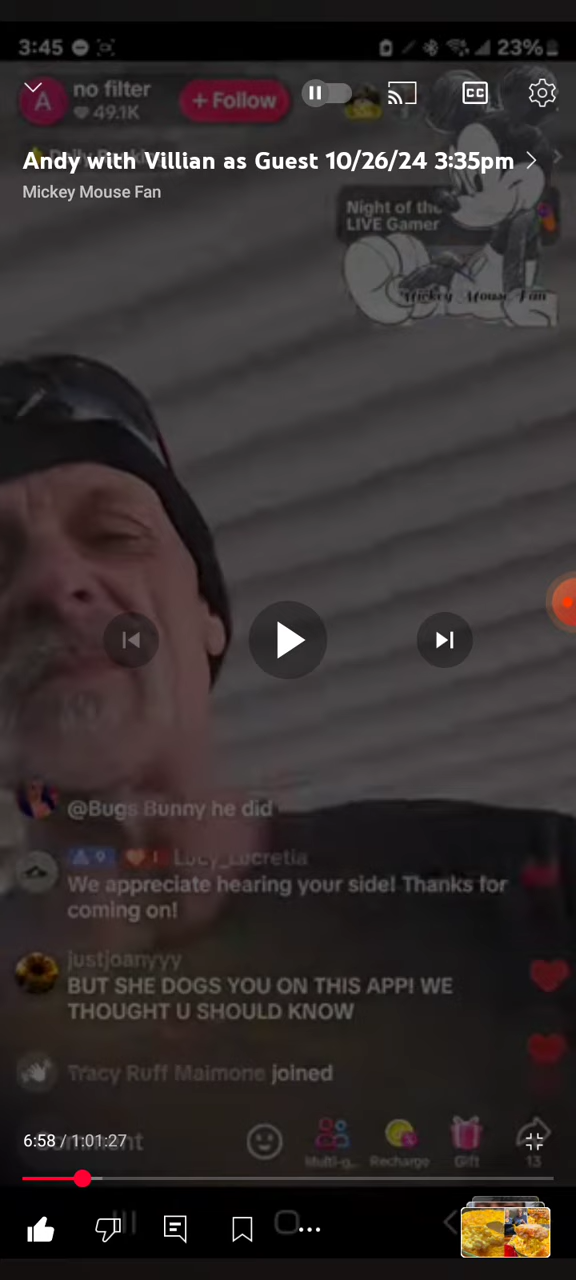 3:45
23%
A
no filter
49.1K
+ Follow
CC
Andy with Villian as Guest 10/26/24 3:35pm
Mickey Mouse Fan
Night of the
LIVE Gamer
Mickey Mouse Fan
@Bugs Bunny he did
9
1
Lucy_Lucretia
We appreciate hearing your side! Thanks for
coming on!
justjoanyyy
BUT SHE DOGS YOU ON THIS APP! WE
THOUGHT U SHOULD KNOW
Tracy Ruff Maimone joined
6:58 / 1:01:27
Comment
Multi-g...
Recharge
Gift
13